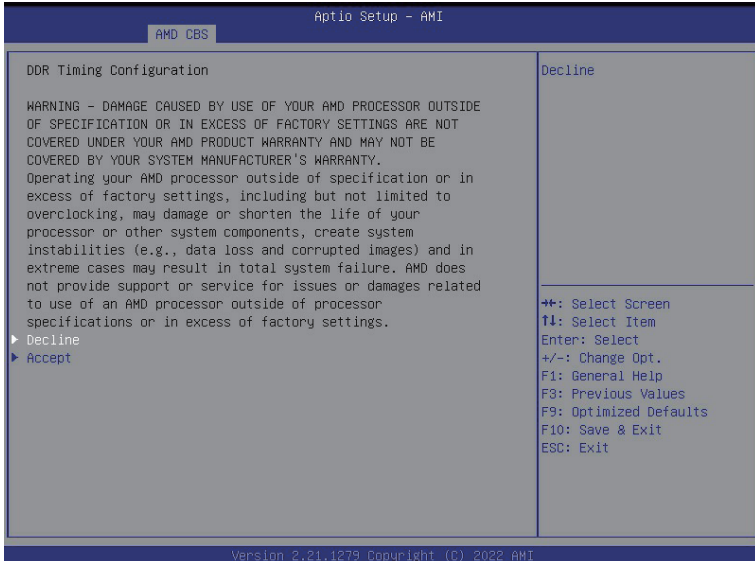 Aptio Setup - AMI
AMD CBS
DDR Timing Configuration
WARNING - DAMAGE CAUSED BY USE OF YOUR AMD PROCESSOR OUTSIDE
OF SPECIFICATION OR IN EXCESS OF FACTORY SETTINGS ARE NOT
COVERED UNDER YOUR AMD PRODUCT WARRANTY AND MAY NOT BE
COVERED BY YOUR SYSTEM MANUFACTURER'S WARRANTY.
Operating your AMD processor outside of specification or in
excess of factory settings, including but not limited to
overclocking, may damage or shorten the life of your
processor or other system components, create system
instabilities (e.g., data loss and corrupted images) and in
extreme cases may result in total system failure. AMD does
not provide support or service for issues or damages related
to use of an AMD processor outside of processor
specifications or in excess of factory settings.
▶ Decline
▶ Accept
Decline
→←: Select Screen
↑↓: Select Item
Enter: Select
+/-: Change Opt.
F1: General Help
F3: Previous Values
F9: Optimized Defaults
F10: Save & Exit
ESC: Exit
Version 2.21.1279 Copyright (C) 2022 AMI